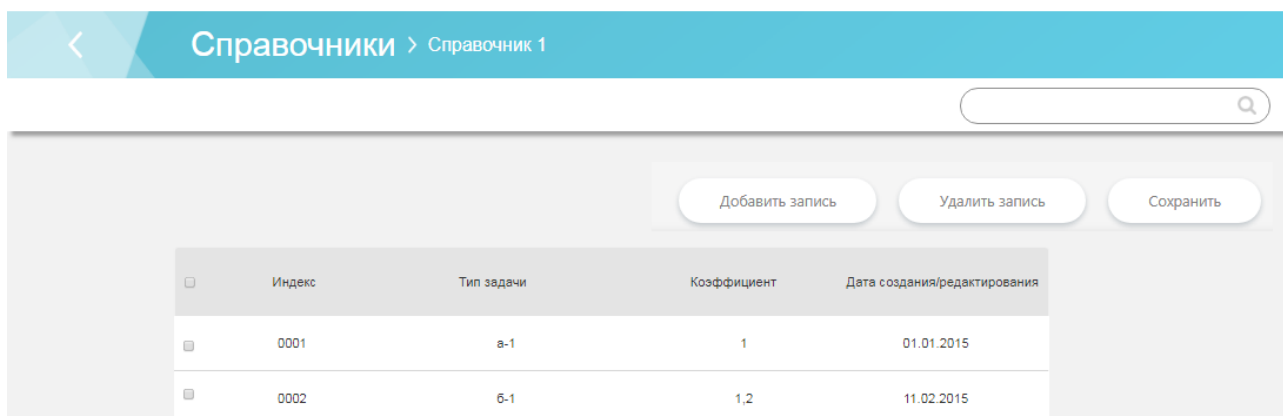 Справочники > Справочник 1
Добавить запись Удалить запись Сохранить
Индекс Тип задачи Коэффициент Дата создания/редактирования
0001 а-1 1 01.01.2015
0002 б-1 1,2 11.02.2015